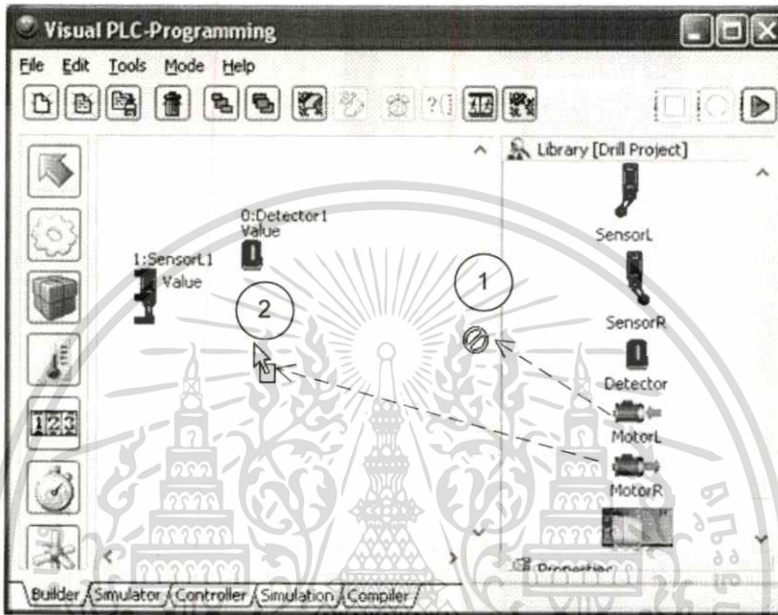 Visual PLC-Programming
File Edit Tools Mode Help
Library [Drill Project]
SensorL
0:Detector1
Value
1:SensorL1
Value
1
2
SensorR
Detector
MotorL
MotorR
Properties
Builder Simulator Controller Simulation Compiler